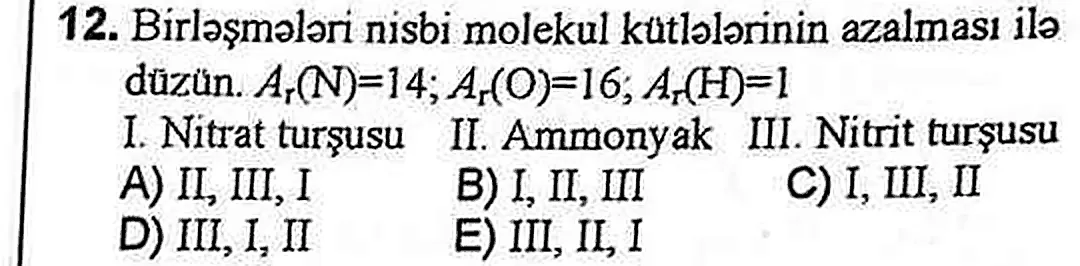 12. Birləşmələri nisbi molekul kütlələrinin azalması ilə
düzün. Aᵣ(N)=14; Aᵣ(O)=16; Aᵣ(H)=1
I. Nitrat turşusu II. Ammonyak III. Nitrit turşusu
A) II, III, I B) I, II, III C) I, III, II
D) III, I, II E) III, II, I